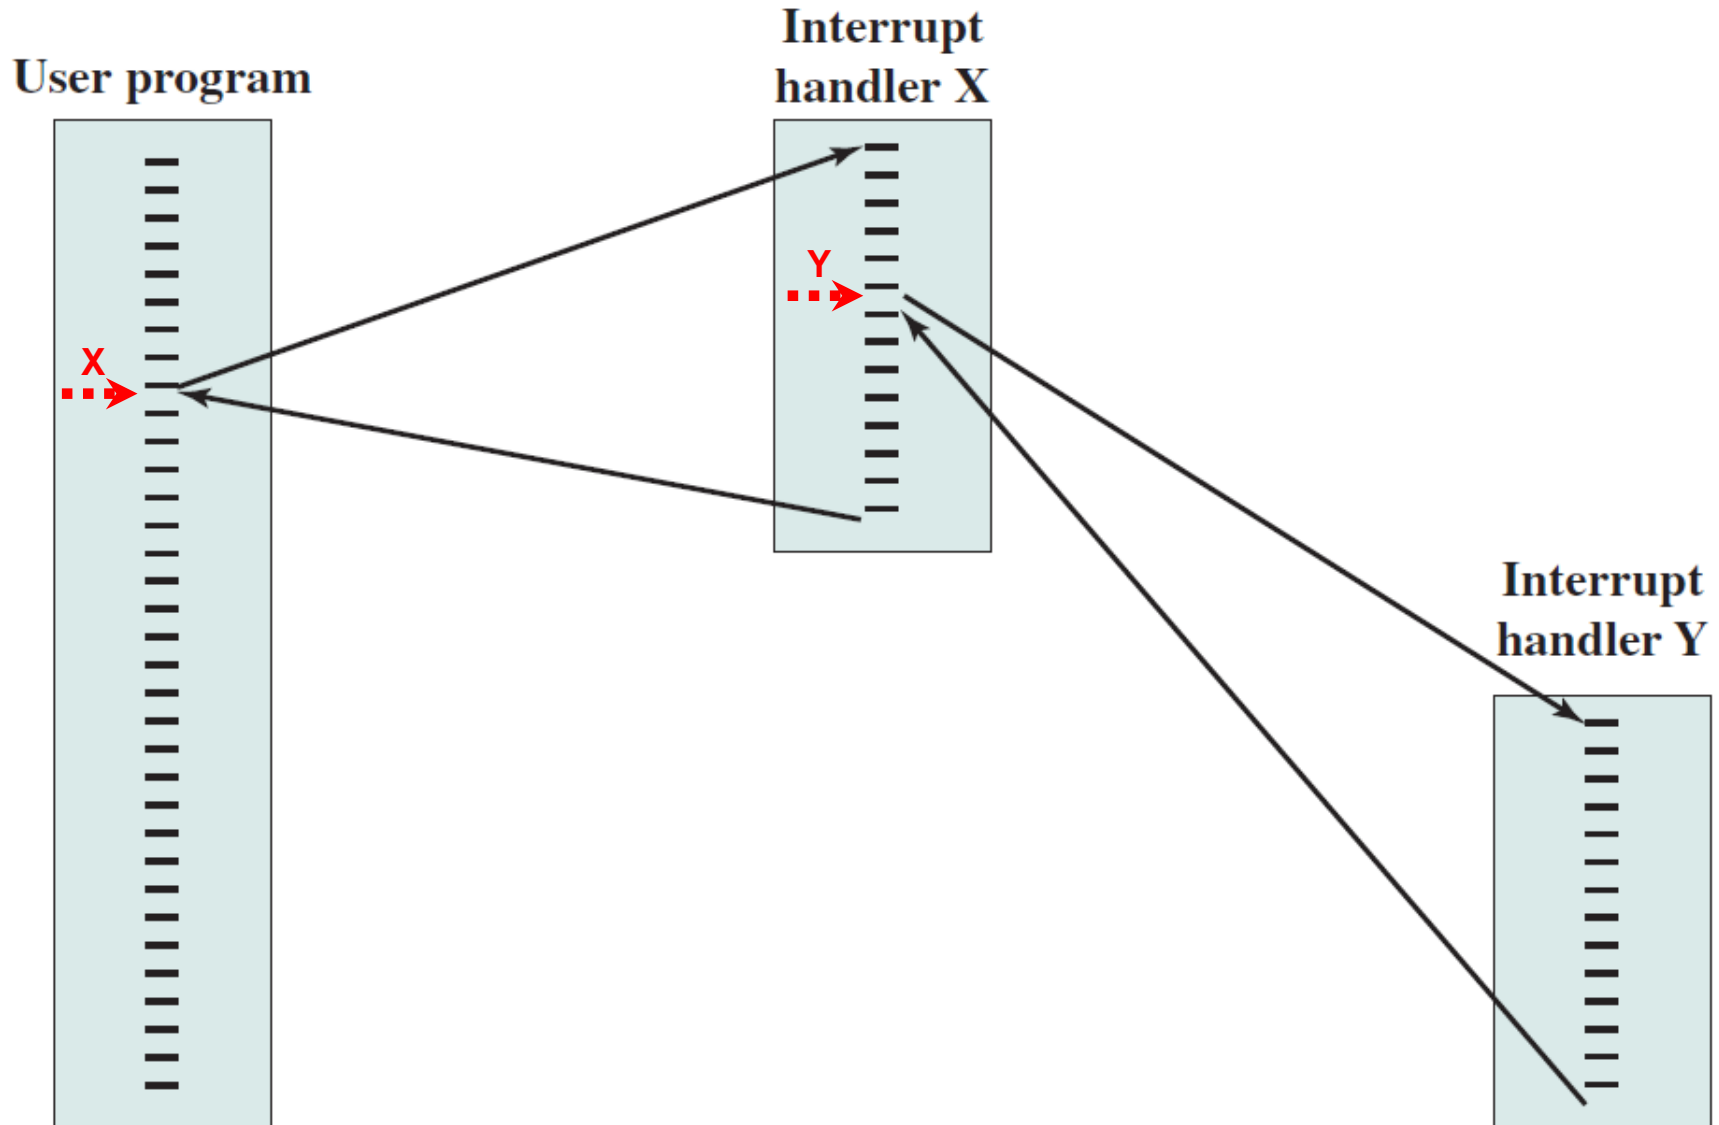 User program
Interrupt
handler X
X
Y
Interrupt
handler Y